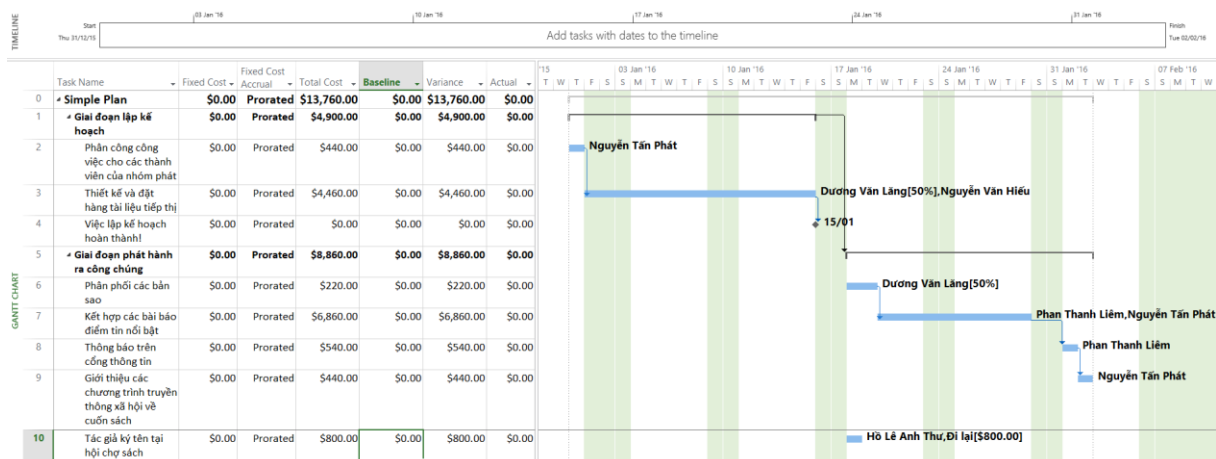 TIMELINE
03 Jan '16 10 Jan '16 17 Jan '16 24 Jan '16 31 Jan '16
Start
Thu 31/12/15
Add tasks with dates to the timeline
Finish
Tue 02/02/16
GANTT CHART
Task Name Fixed Cost Fixed Cost Accrual Total Cost Baseline Variance Actual
'15 03 Jan '16 10 Jan '16 17 Jan '16 24 Jan '16 31 Jan '16 07 Feb '16
T W T F S S M T W T F S S M T W T F S S M T W T F S S M T W T F S S M T W T F S S M T W T
0 Simple Plan $0.00 Prorated $13,760.00 $0.00 $13,760.00 $0.00
1 Giai đoạn lập kế $0.00 Prorated $4,900.00 $0.00 $4,900.00 $0.00
hoạch
2 Phân công công $0.00 Prorated $440.00 $0.00 $440.00 $0.00 Nguyễn Tấn Phát
việc cho các thành
viên của nhóm phát
3 Thiết kế và đặt $0.00 Prorated $4,460.00 $0.00 $4,460.00 $0.00 Dương Văn Lãng[50%],Nguyễn Văn Hiếu
hàng tài liệu tiếp thị
4 Việc lập kế hoạch $0.00 Prorated $0.00 $0.00 $0.00 $0.00 15/01
hoàn thành!
5 Giai đoạn phát hành $0.00 Prorated $8,860.00 $0.00 $8,860.00 $0.00
ra công chúng
6 Phân phối các bản $0.00 Prorated $220.00 $0.00 $220.00 $0.00 Dương Văn Lãng[50%]
sao
7 Kết hợp các bài báo $0.00 Prorated $6,860.00 $0.00 $6,860.00 $0.00 Phan Thanh Liêm,Nguyễn Tấn Phát
điểm tin nổi bật
8 Thông báo trên $0.00 Prorated $540.00 $0.00 $540.00 $0.00 Phan Thanh Liêm
cổng thông tin
9 Giới thiệu các $0.00 Prorated $440.00 $0.00 $440.00 $0.00 Nguyễn Tấn Phát
chương trình truyền
thông xã hội về
cuốn sách
10 Tác giả ký tên tại $0.00 Prorated $800.00 $0.00 $800.00 $0.00 Hồ Lê Anh Thư,Đi lại[$800.00]
hội chợ sách